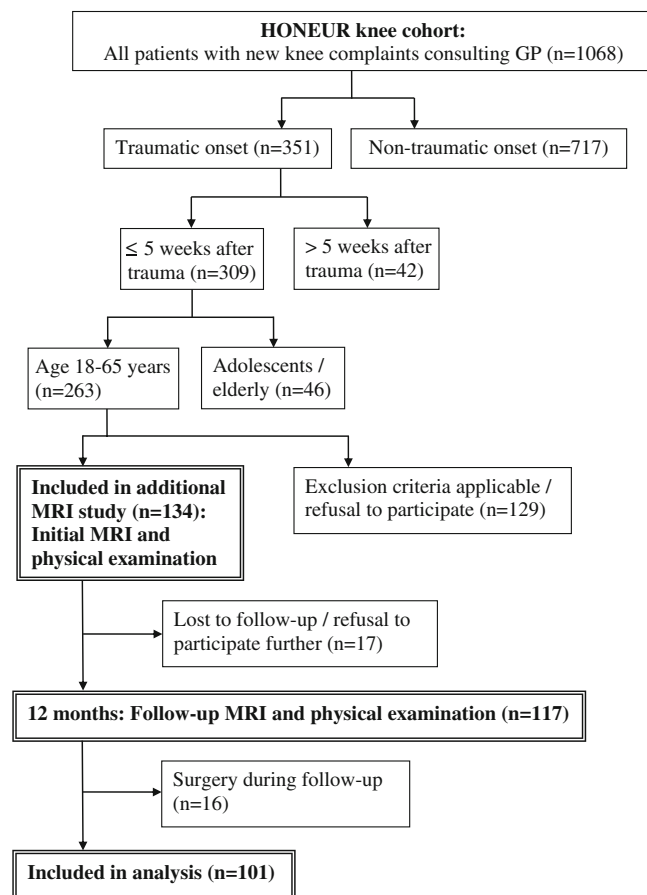 HONEUR knee cohort:
All patients with new knee complaints consulting GP (n=1068)
Traumatic onset (n=351)
Non-traumatic onset (n=717)
≤ 5 weeks after
trauma (n=309)
> 5 weeks after
trauma (n=42)
Age 18-65 years
(n=263)
Adolescents /
elderly (n=46)
Included in additional
MRI study (n=134):
Initial MRI and
physical examination
Exclusion criteria applicable /
refusal to participate (n=129)
Lost to follow-up / refusal to
participate further (n=17)
12 months: Follow-up MRI and physical examination (n=117)
Surgery during follow-up
(n=16)
Included in analysis (n=101)